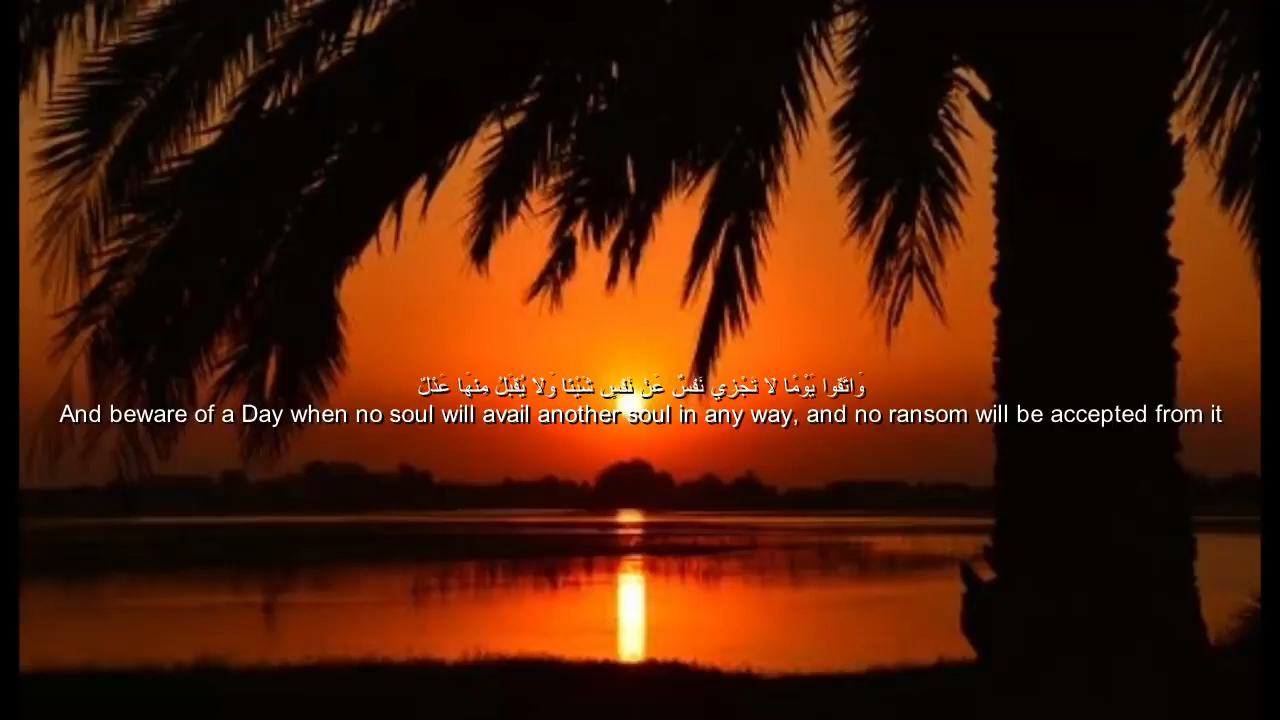 وَاتَّقُوا يَوْمًا لَا تَجْزِي نَفْسٌ عَنْ نَفْسٍ شَيْئًا وَلَا يُقْبَلُ مِنْهَا عَدْلٌ
And beware of a Day when no soul will avail another soul in any way, and no ransom will be accepted from it